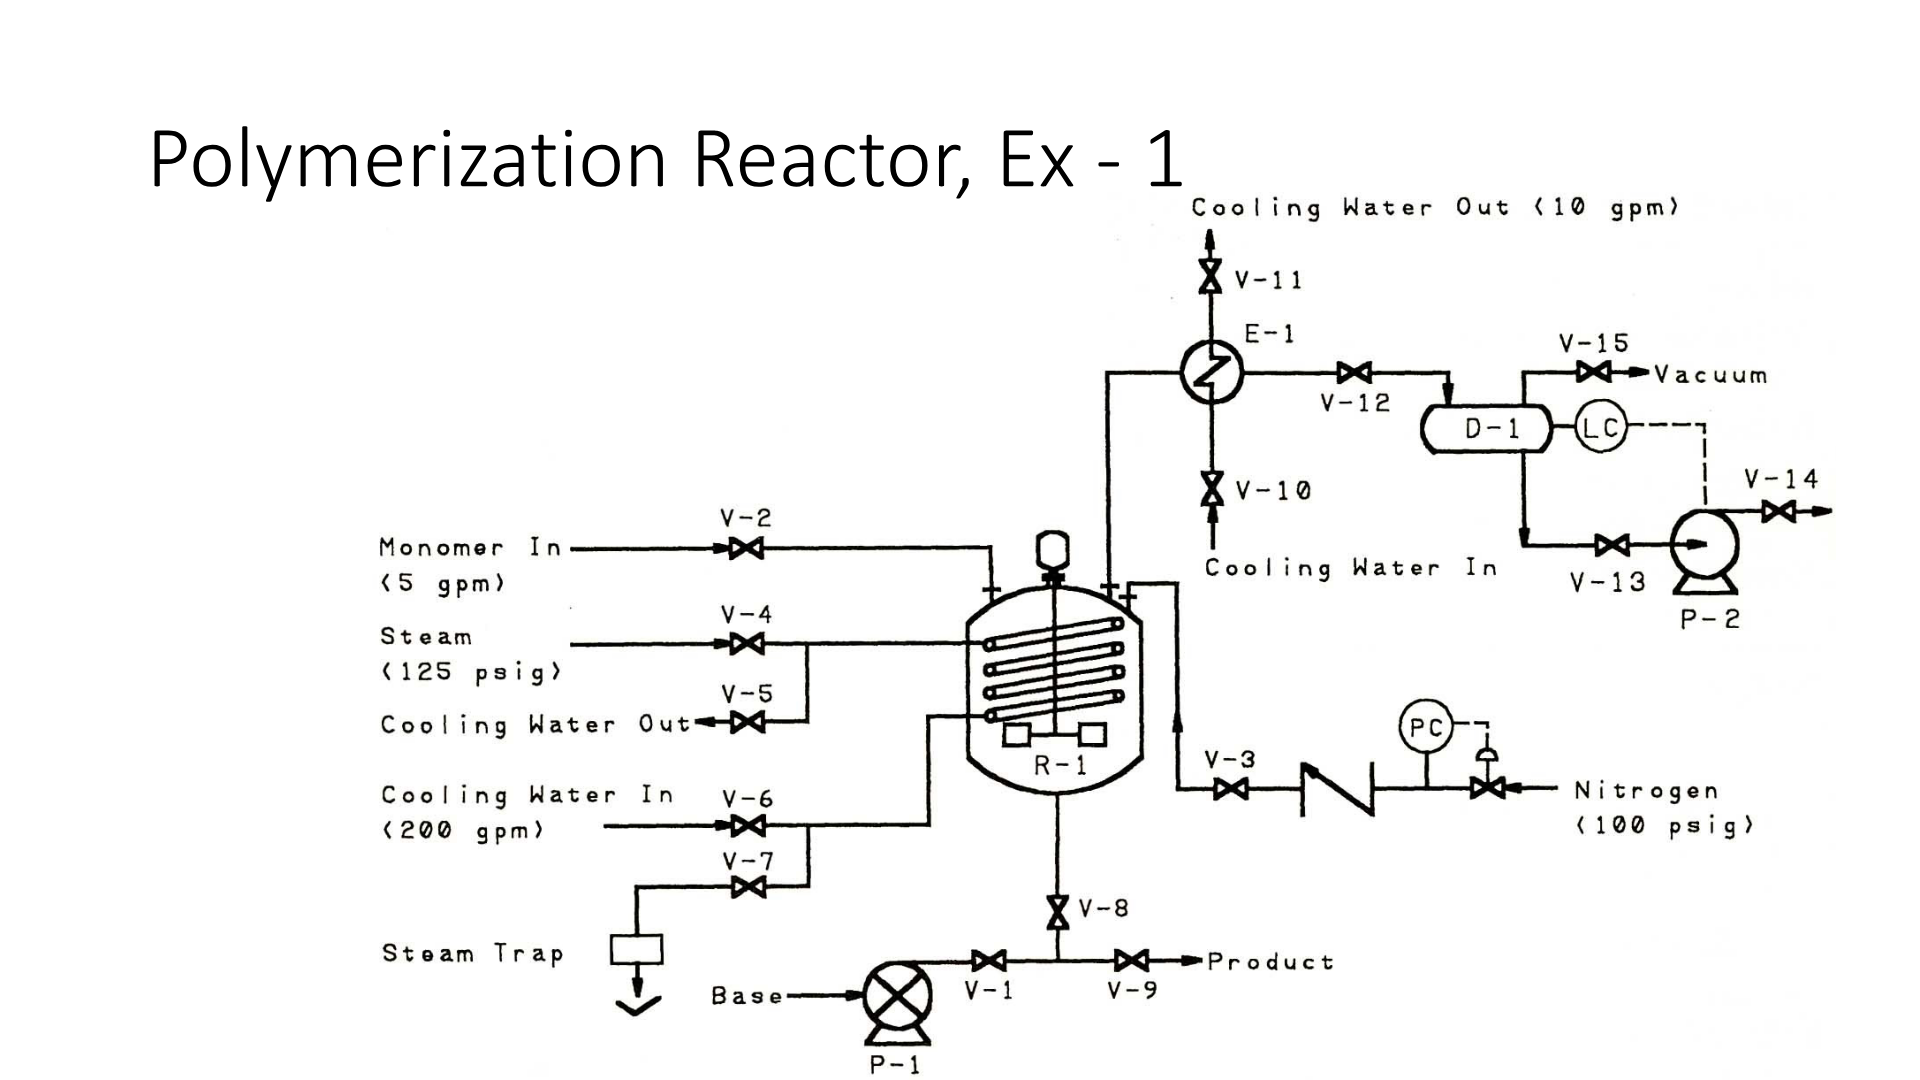 Polymerization Reactor, Ex - 1
Cooling Water Out (10 gpm)
V-11
E-1
V-15
Vacuum
V-12
D-1
LC
V-14
V-10
Cooling Water In
V-13
P-2
V-2
Monomer In
(5 gpm)
V-4
Steam
(125 psig)
V-5
Cooling Water Out
R-1
PC
V-3
Nitrogen
(100 psig)
Cooling Water In
V-6
(200 gpm)
V-7
V-8
Steam Trap
Product
Base
V-1
V-9
P-1